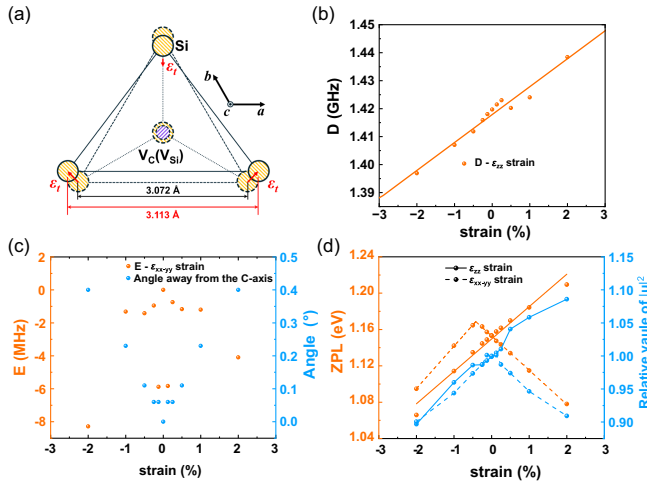 (a)
Si
ε_t
b
c
a
V_C(V_Si)
ε_t
ε_t
3.072 Å
3.113 Å
(b)
D (GHz)
1.45
1.44
1.43
1.42
1.41
1.40
1.39
D - ε_zz strain
-3 -2 -1 0 1 2 3
strain (%)
(c)
E (MHz)
0
-2
-4
-6
-8
E - ε_xx-yy strain
Angle away from the C-axis
0.5
0.4
0.3
0.2
0.1
0.0
Angle (°)
-3 -2 -1 0 1 2 3
strain (%)
(d)
ZPL (eV)
1.24
1.20
1.16
1.12
1.08
1.04
ε_zz strain
ε_xx-yy strain
1.15
1.10
1.05
1.00
0.95
0.90
Relative vaule of |u|²
-3 -2 -1 0 1 2 3
strain (%)